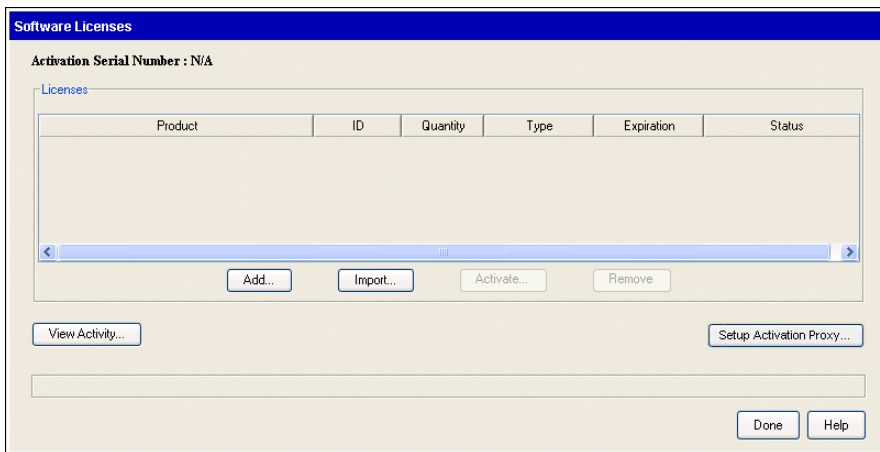 Software Licenses
Activation Serial Number : N/A
Licenses
Product ID Quantity Type Expiration Status
Add... Import... Activate... Remove
View Activity... Setup Activation Proxy...
Done Help